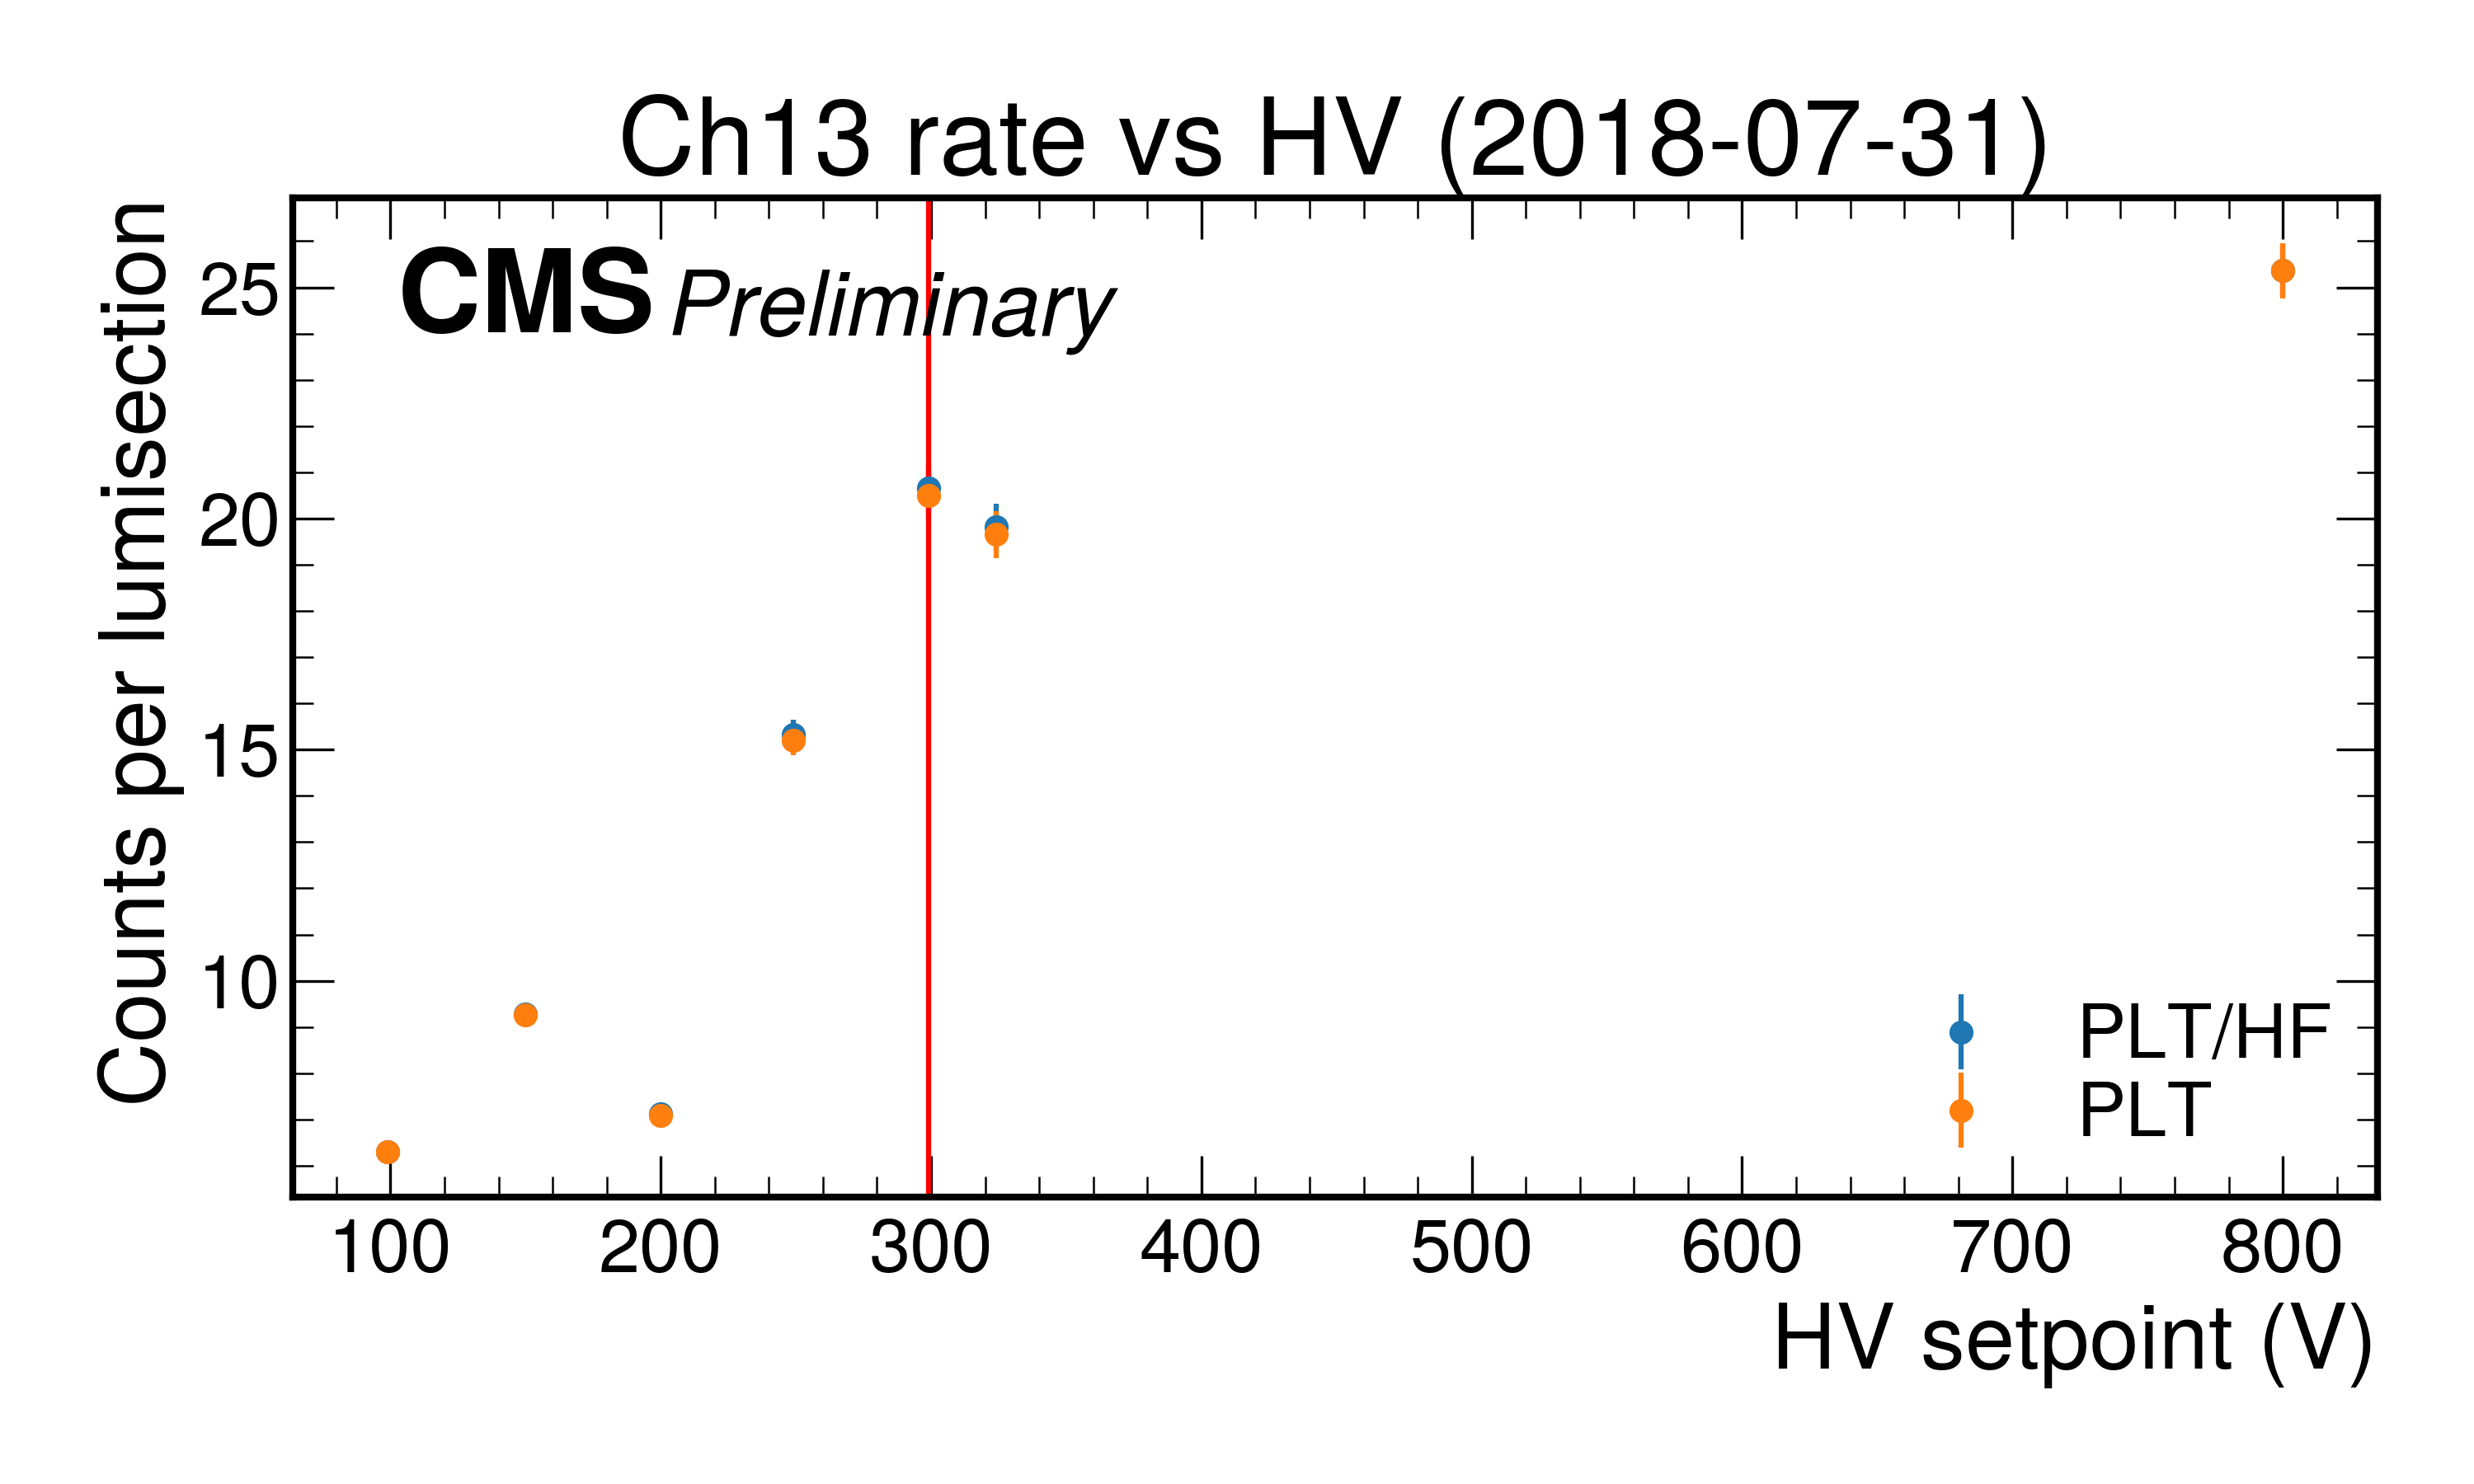 Ch13 rate vs HV (2018-07-31)
CMS Preliminary
Counts per lumisection
25
20
15
10
PLT/HF
PLT
100 200 300 400 500 600 700 800
HV setpoint (V)